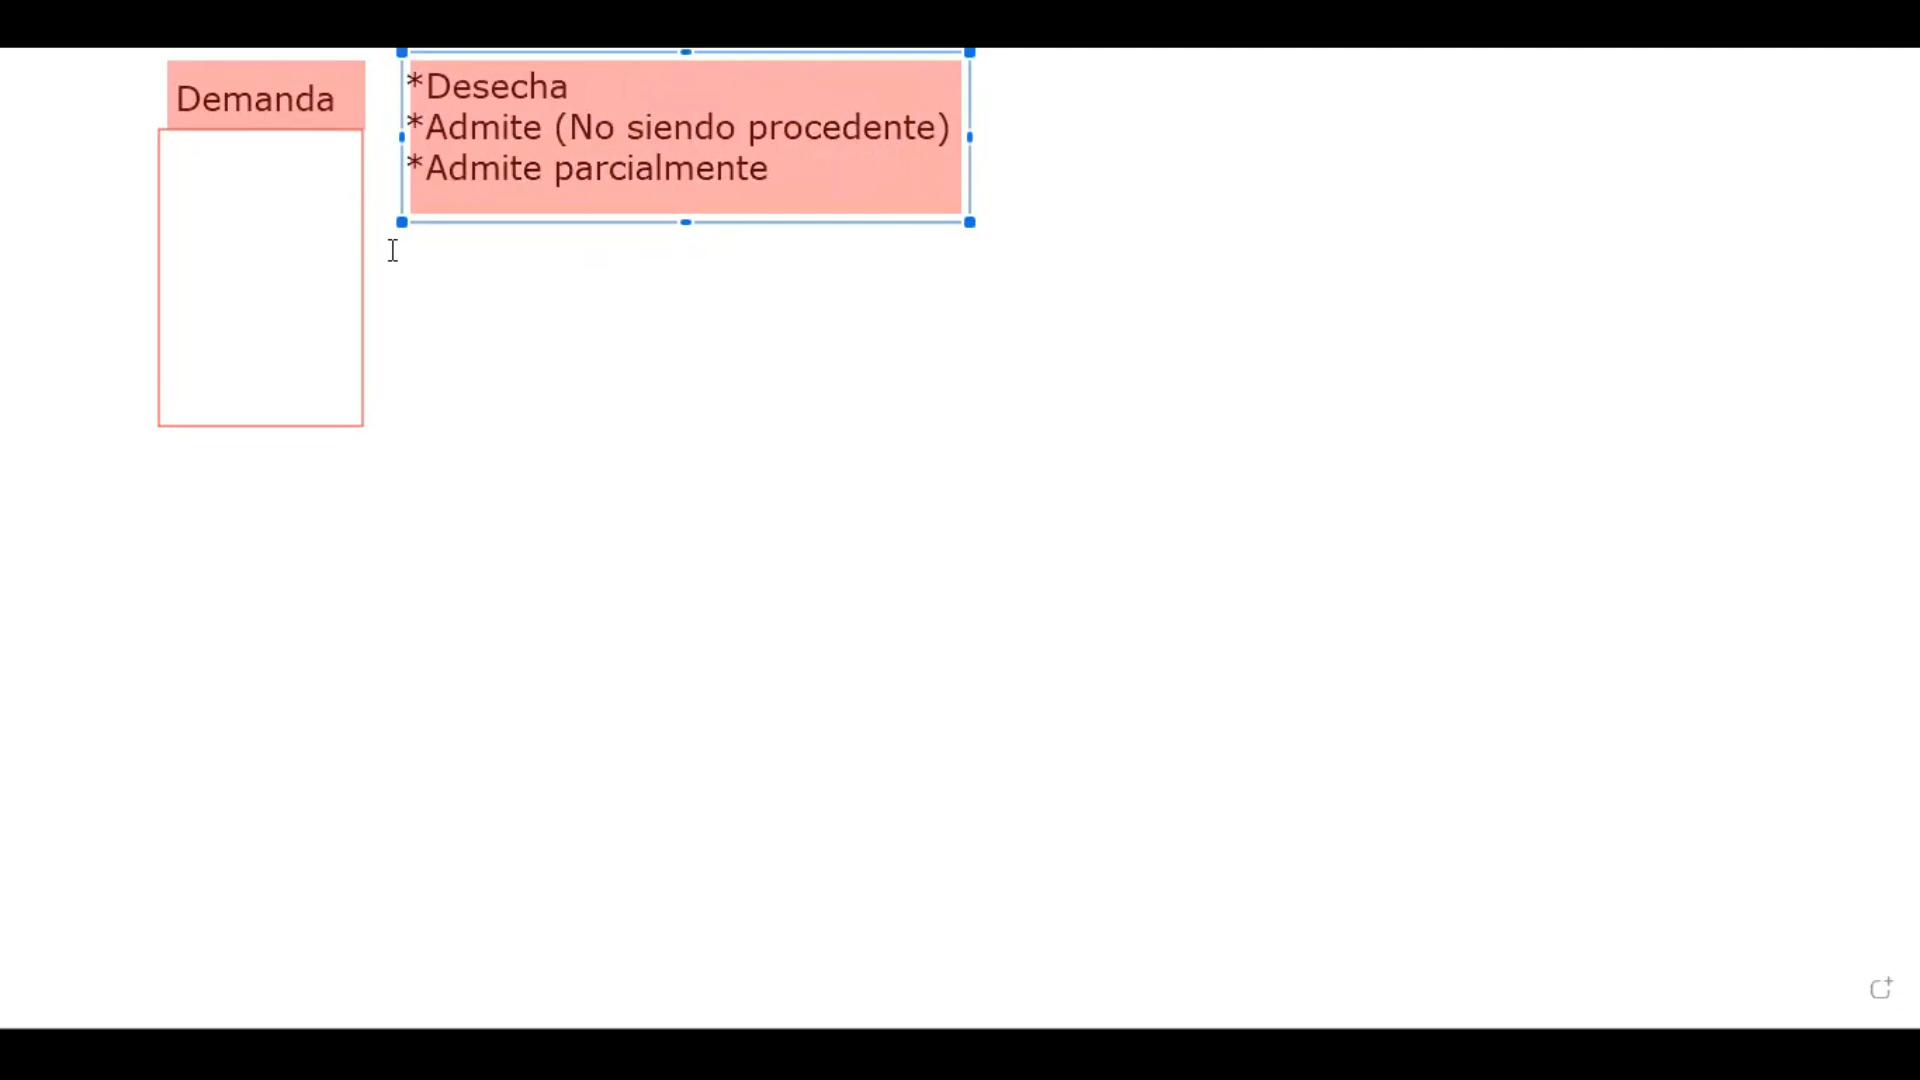 Demanda
*Desecha
*Admite (No siendo procedente)
*Admite parcialmente